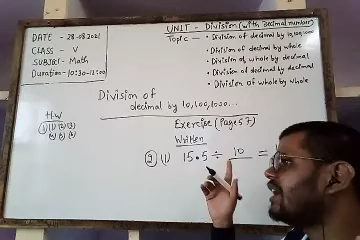 DATE - 28-08-2021
CLASS - V
SUBJECT - Math
Duration - 10:30-12:00
UNIT - Division (with decimal number)
Topic - • Division of decimal by 10,100,1000
• Division of decimal by whole
• Division of whole by decimal
• Division of decimal by decimal
• Division of whole by whole
Division of
decimal by 10,100,1000...
H.W
Exercise (Page 57)
Written
② (1) 15.5 ÷ 10 =